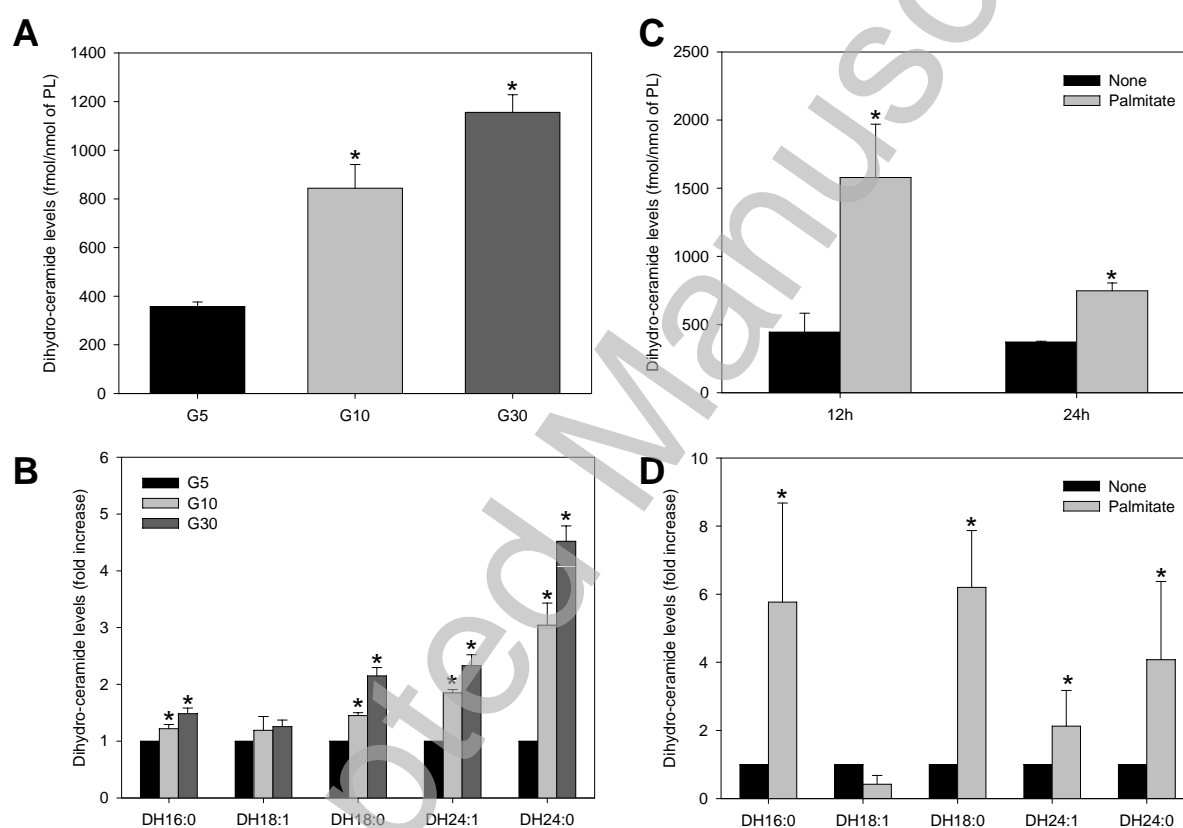 A
Dihydro-ceramide levels (fmol/nmol of PL)
1400
1200
1000
800
600
400
200
0
*
*
G5
G10
G30
C
Dihydro-ceramide levels (fmol/nmol of PL)
2500
2000
1500
1000
500
0
None
Palmitate
*
*
12h
24h
B
Dihydro-ceramide levels (fold increase)
6
5
4
3
2
1
0
G5
G10
G30
* *
* *
* *
* *
DH16:0
DH18:1
DH18:0
DH24:1
DH24:0
D
Dihydro-ceramide levels (fold increase)
10
8
6
4
2
0
None
Palmitate
*
*
*
*
DH16:0
DH18:1
DH18:0
DH24:1
DH24:0
pted Manusc